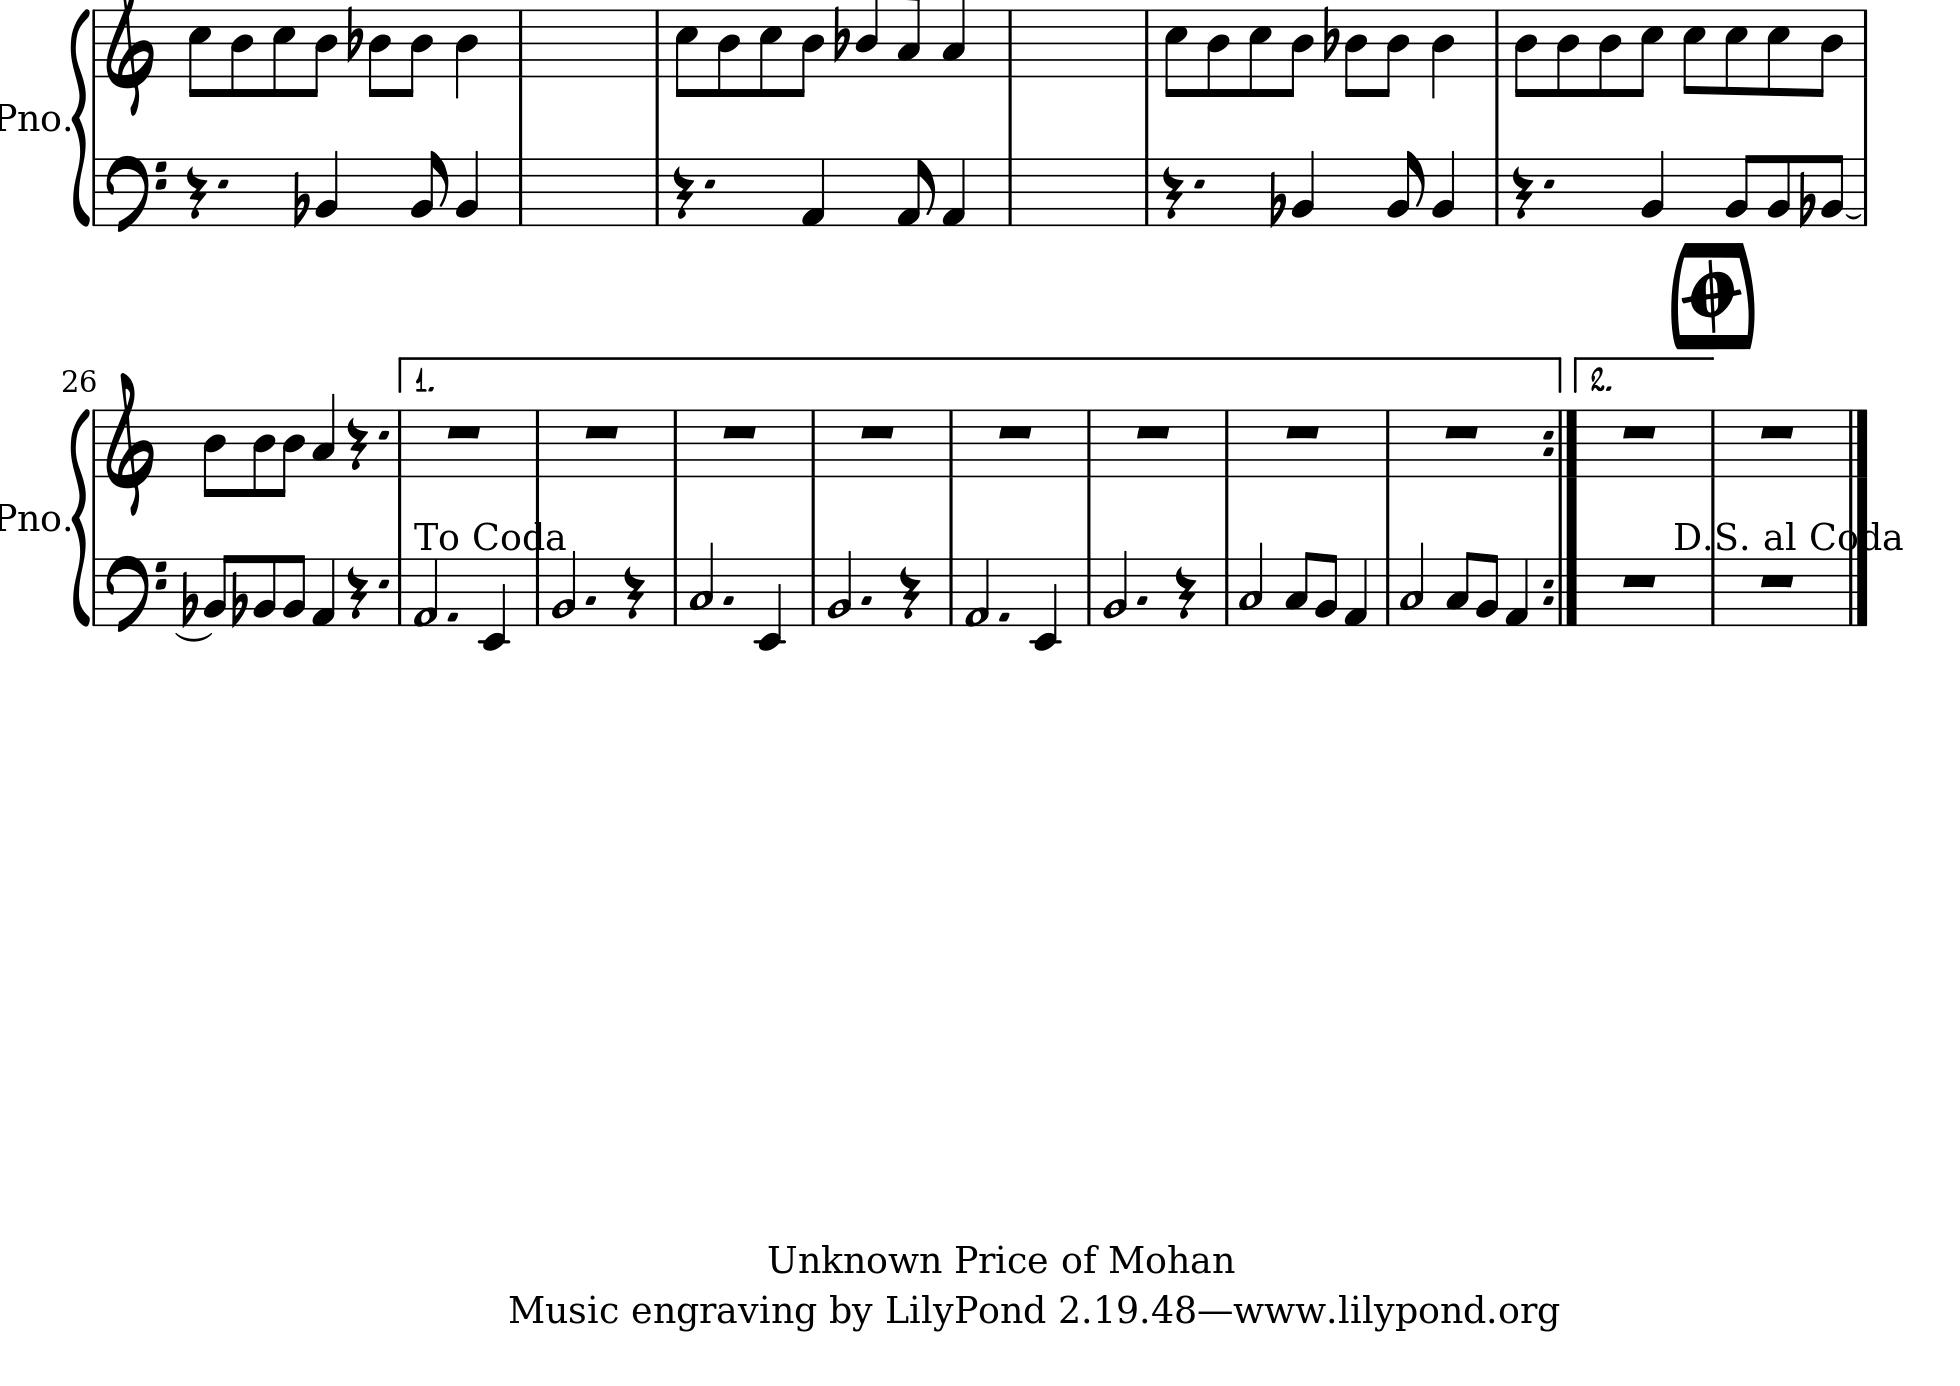 Pno.
26
1.
2.
Pno.
To Coda
D.S. al Coda
Unknown Price of Mohan
Music engraving by LilyPond 2.19.48—www.lilypond.org